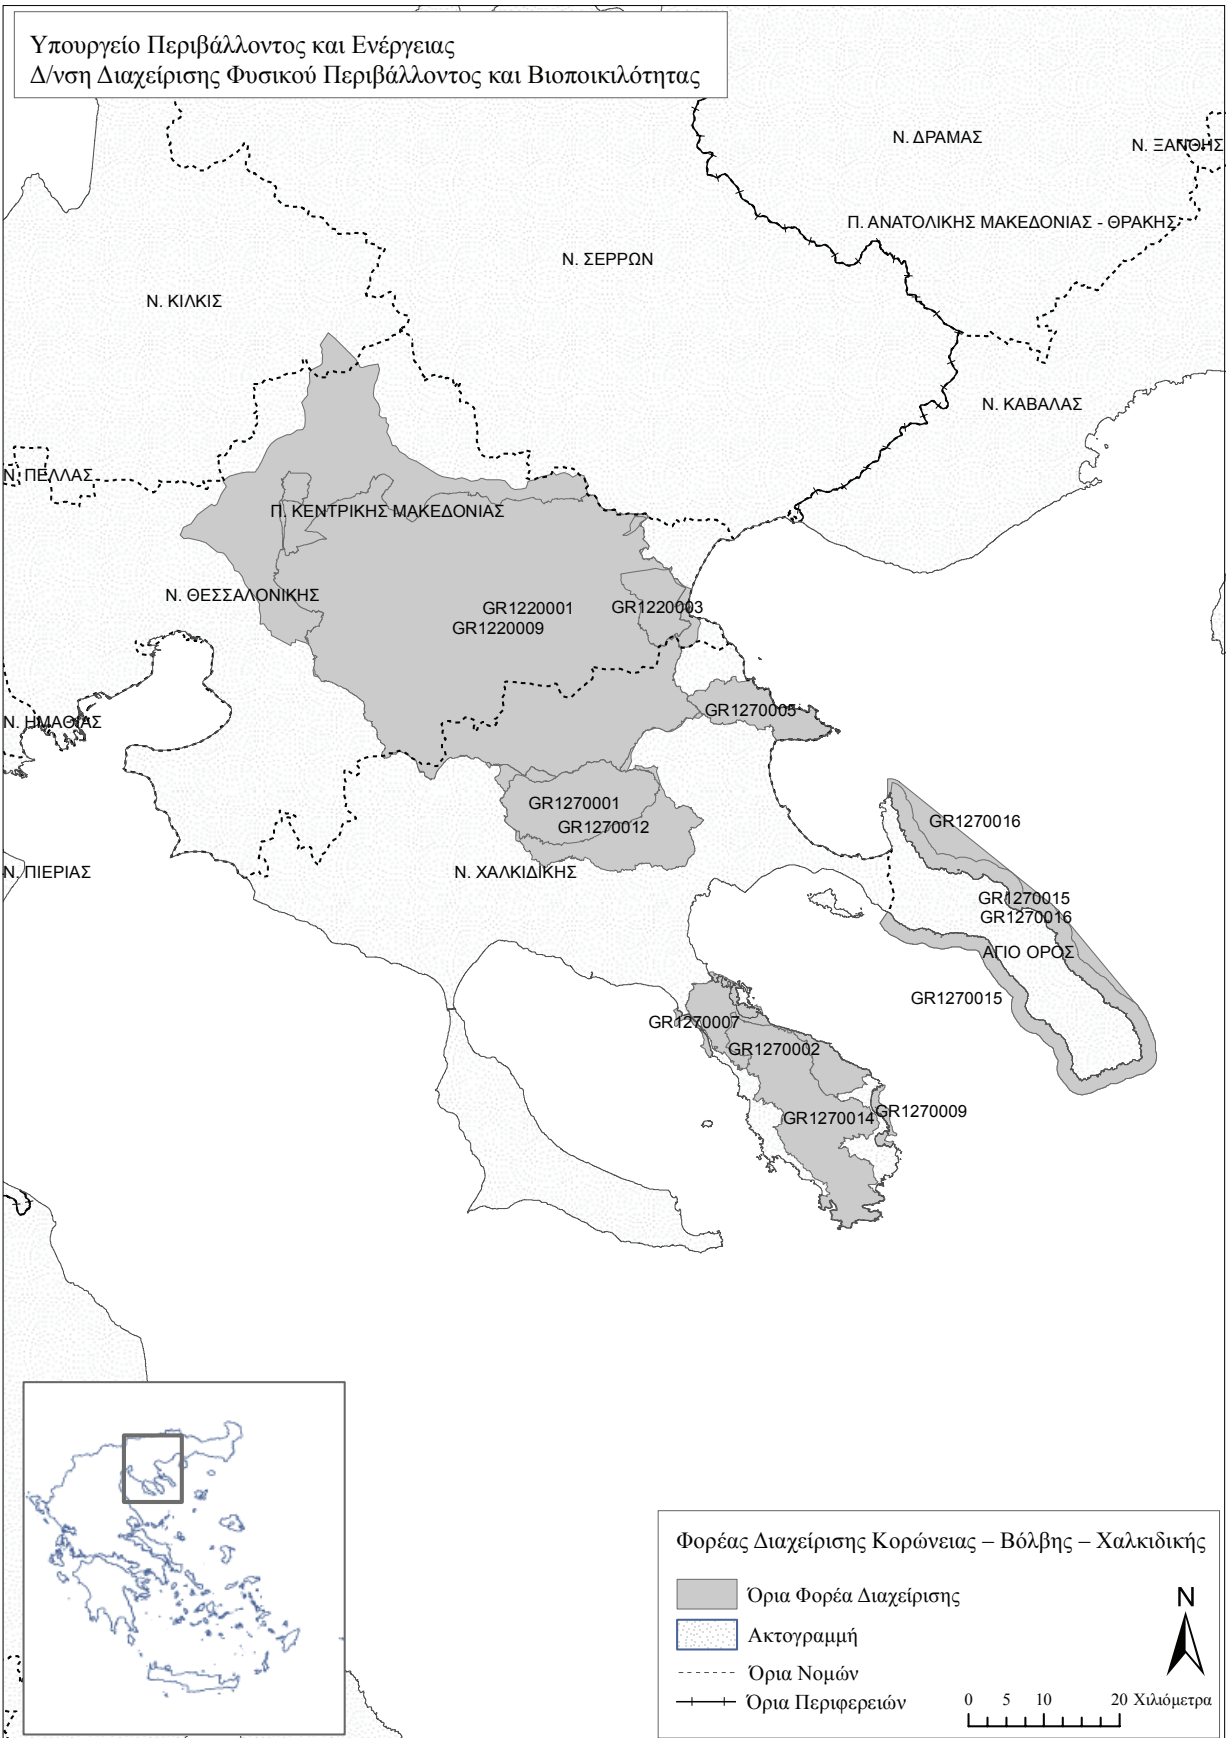 Υπουργείο Περιβάλλοντος και Ενέργειας
Δ/νση Διαχείρισης Φυσικού Περιβάλλοντος και Βιοποικιλότητας
Ν. ΔΡΑΜΑΣ
Ν. ΞΑΝΘΗΣ
Π. ΑΝΑΤΟΛΙΚΗΣ ΜΑΚΕΔΟΝΙΑΣ - ΘΡΑΚΗΣ
Ν. ΣΕΡΡΩΝ
Ν. ΚΙΛΚΙΣ
Ν. ΚΑΒΑΛΑΣ
Ν. ΠΕΛΛΑΣ
Π. ΚΕΝΤΡΙΚΗΣ ΜΑΚΕΔΟΝΙΑΣ
Ν. ΘΕΣΣΑΛΟΝΙΚΗΣ
GR1220001
GR1220003
GR1220009
GR1270005
Ν. ΗΜΑΘΙΑΣ
GR1270001
GR1270016
GR1270012
Ν. ΠΙΕΡΙΑΣ
Ν. ΧΑΛΚΙΔΙΚΗΣ
GR1270015
GR1270016
ΑΓΙΟ ΟΡΟΣ
GR1270015
GR1270007
GR1270002
GR1270014
GR1270009
Φορέας Διαχείρισης Κορώνειας – Βόλβης – Χαλκιδικής
Όρια Φορέα Διαχείρισης
Ακτογραμμή
Όρια Νομών
Όρια Περιφερειών
N
0 5 10 20 Χιλιόμετρα